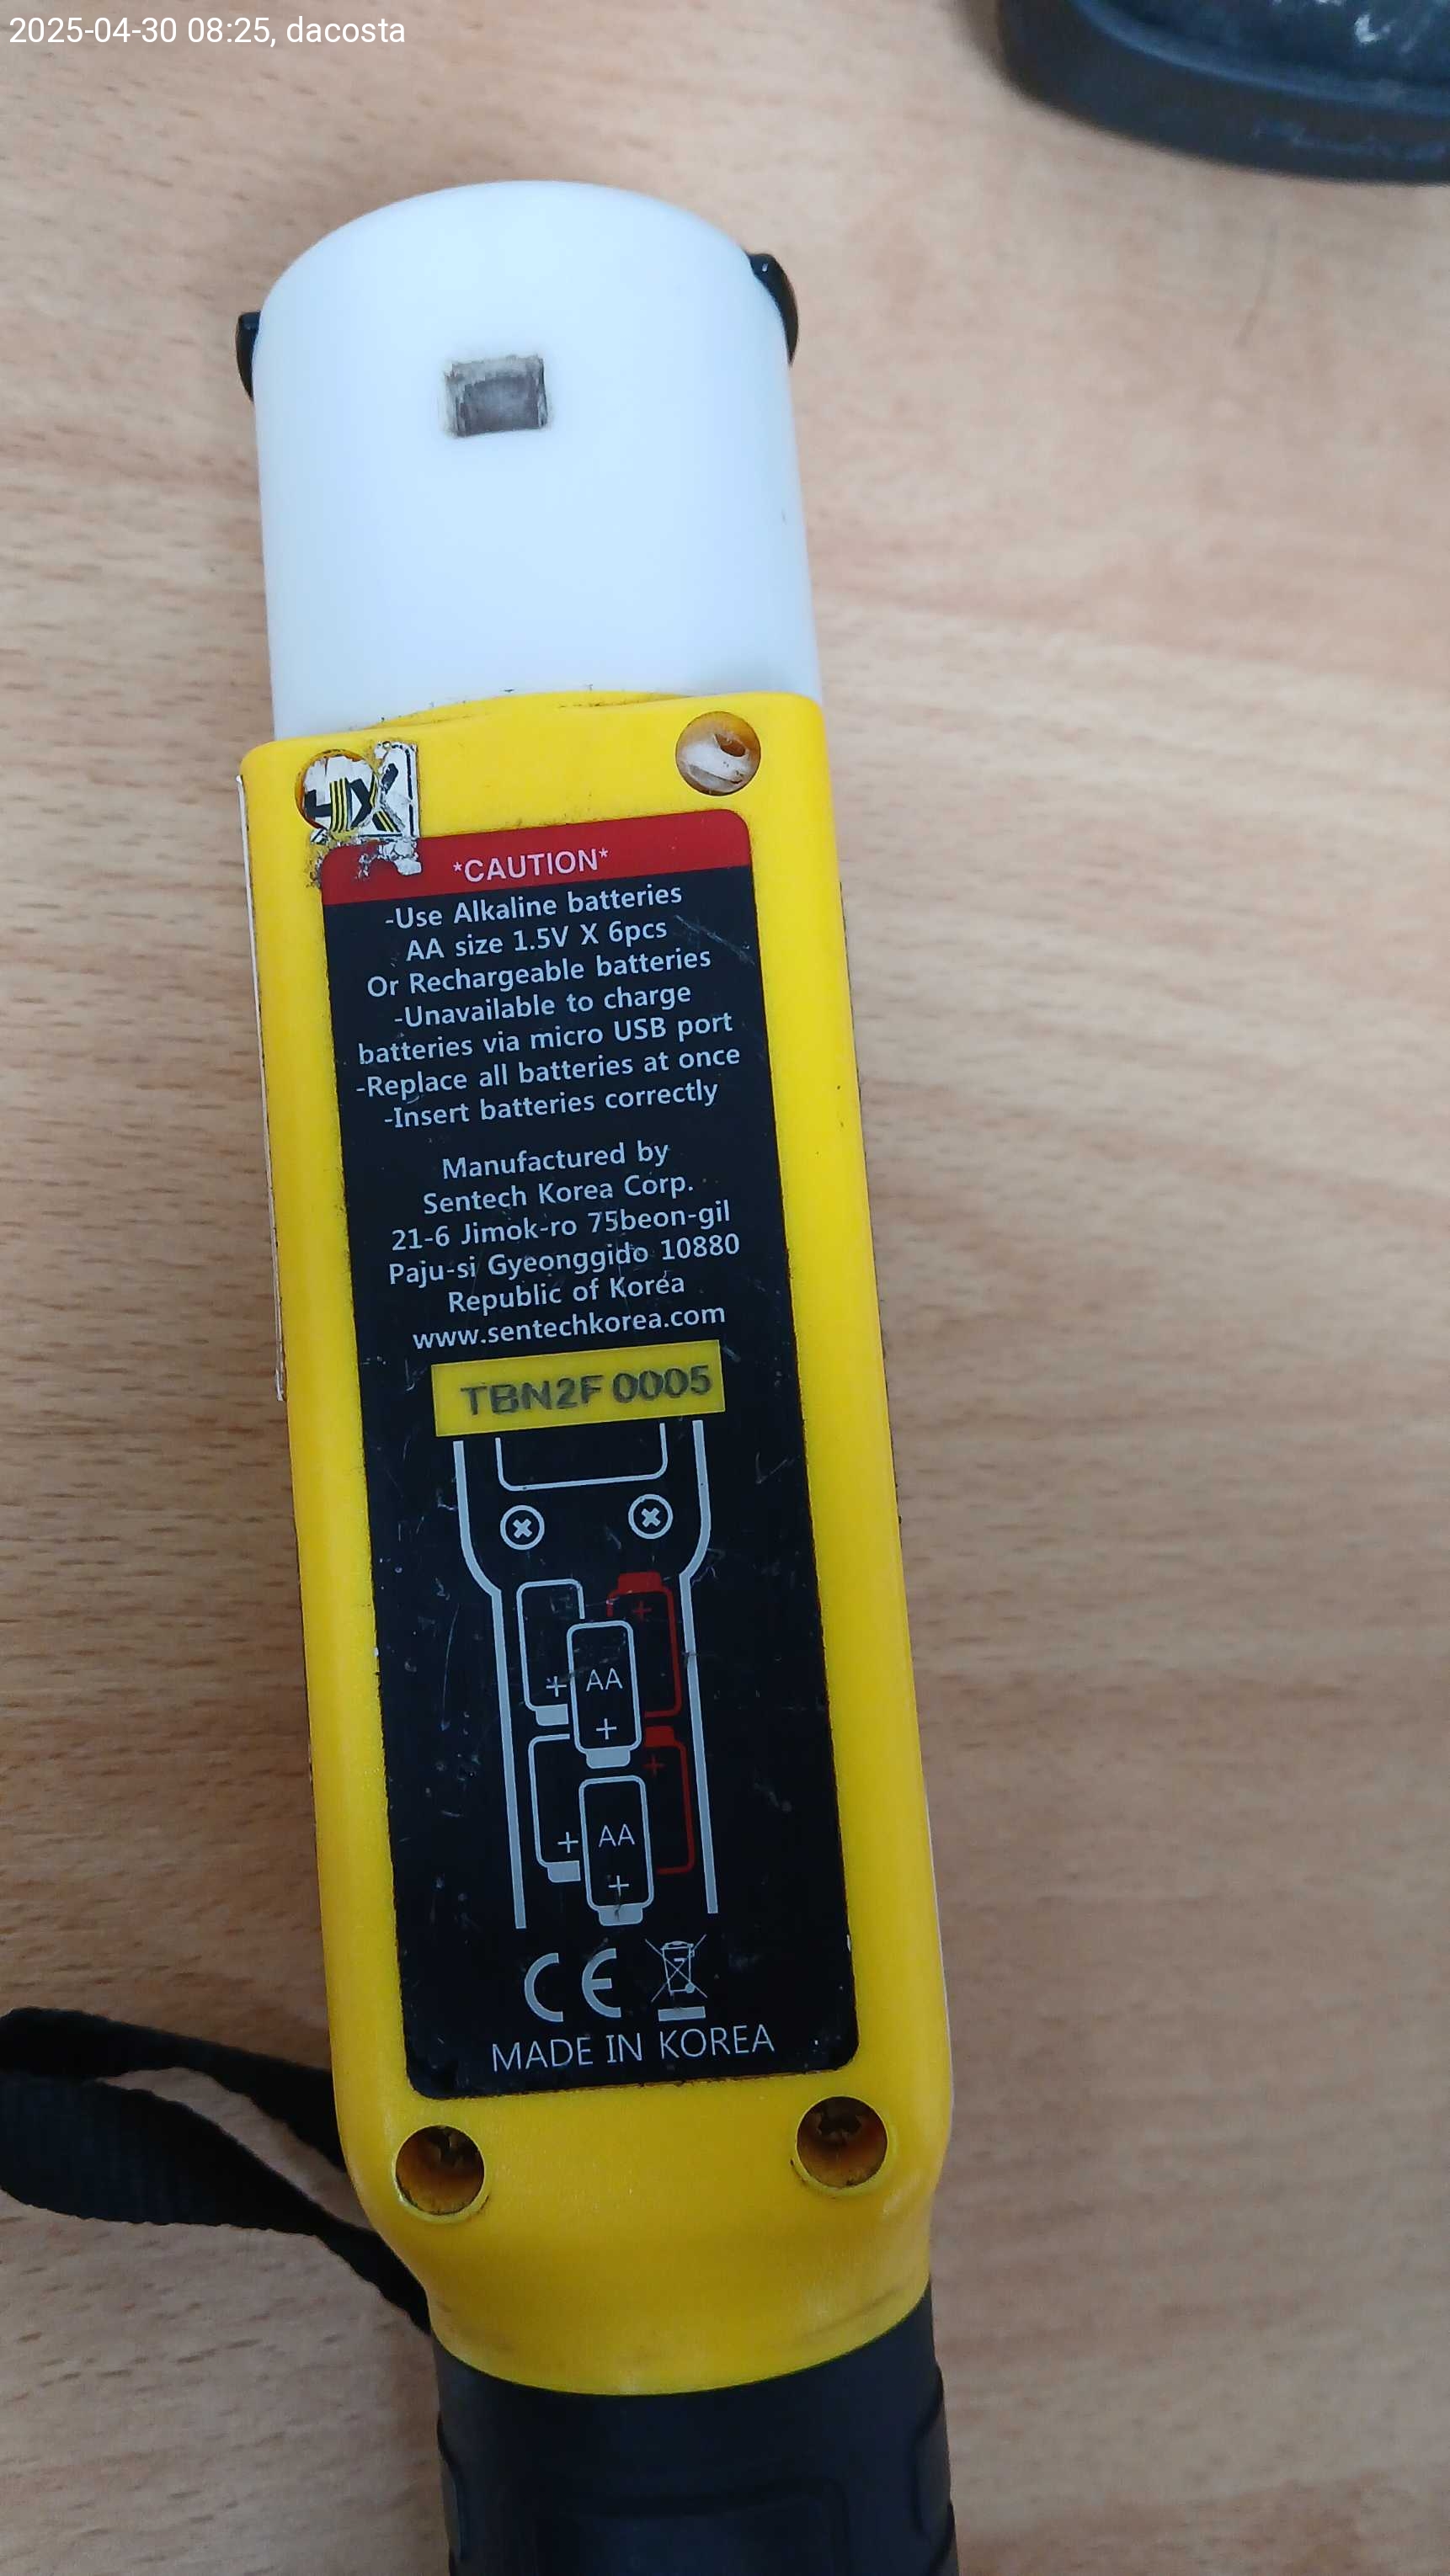 2025-04-30 08:25, dacosta
*CAUTION*
-Use Alkaline batteries
AA size 1.5V X 6pcs
Or Rechargeable batteries
-Unavailable to charge
batteries via micro USB port
-Replace all batteries at once
-Insert batteries correctly
Manufactured by
Sentech Korea Corp.
21-6 Jimok-ro 75beon-gil
Paju-si Gyeonggido 10880
Republic of Korea
www.sentechkorea.com
TBN2F 0005
+
+ AA
+
+
+ AA
+
CE
MADE IN KOREA